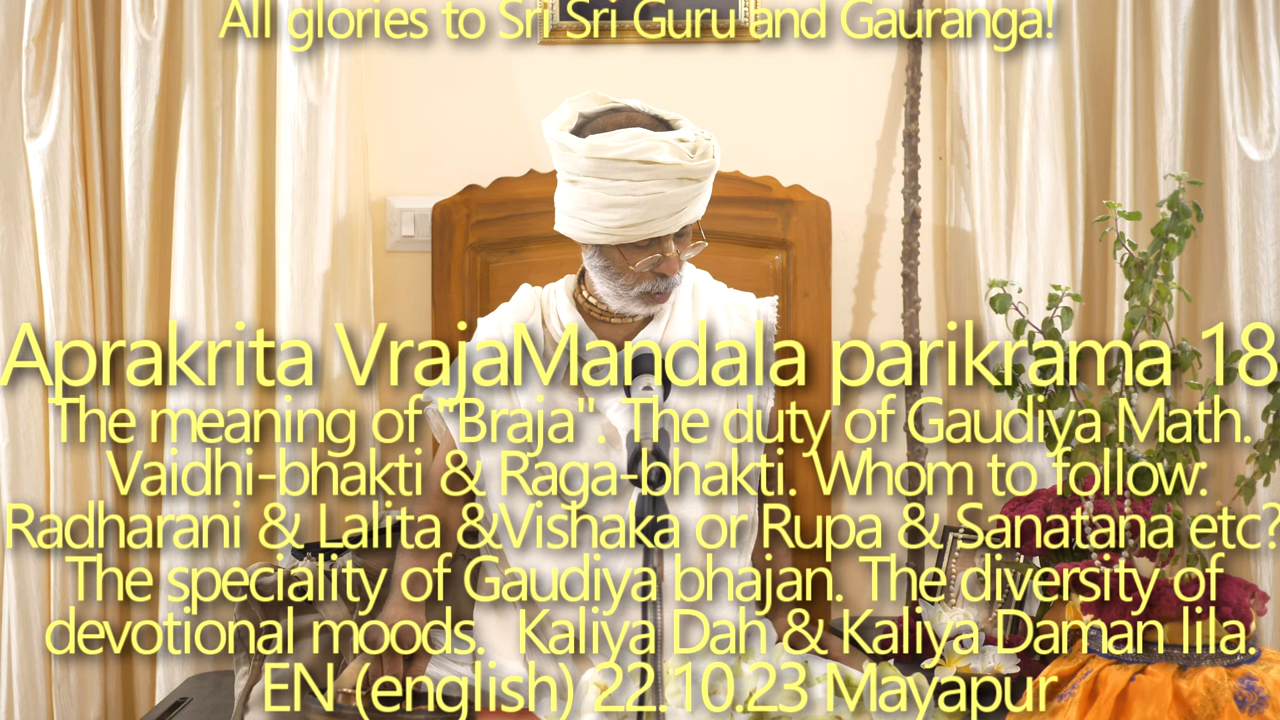 All glories to Sri Sri Guru and Gauranga!
Aprakrita VrajaMandala parikrama 18
The meaning of "Braja". The duty of Gaudiya Math.
Vaidhi-bhakti & Raga-bhakti. Whom to follow:
Radharani & Lalita &Vishaka or Rupa & Sanatana etc?
The speciality of Gaudiya bhajan. The diversity of
devotional moods. Kaliya Dah & Kaliya Daman lila.
EN (english) 22.10.23 Mayapur